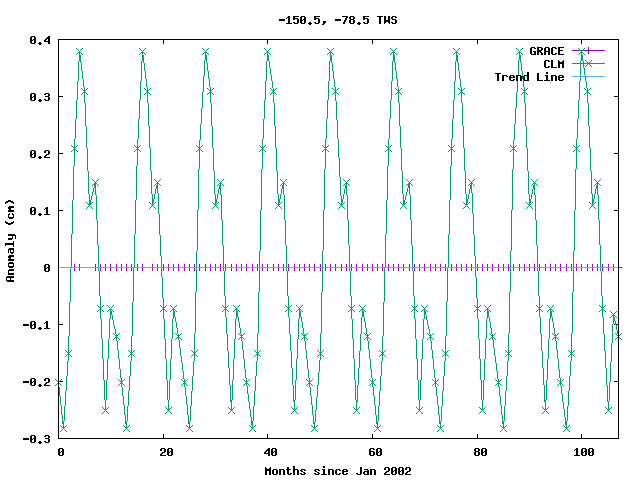 -150.5, -78.5 TWS
GRACE
CLM
Trend Line
0.4
0.3
0.2
0.1
0
-0.1
-0.2
-0.3
Anomaly (cm)
0 20 40 60 80 100
Months since Jan 2002